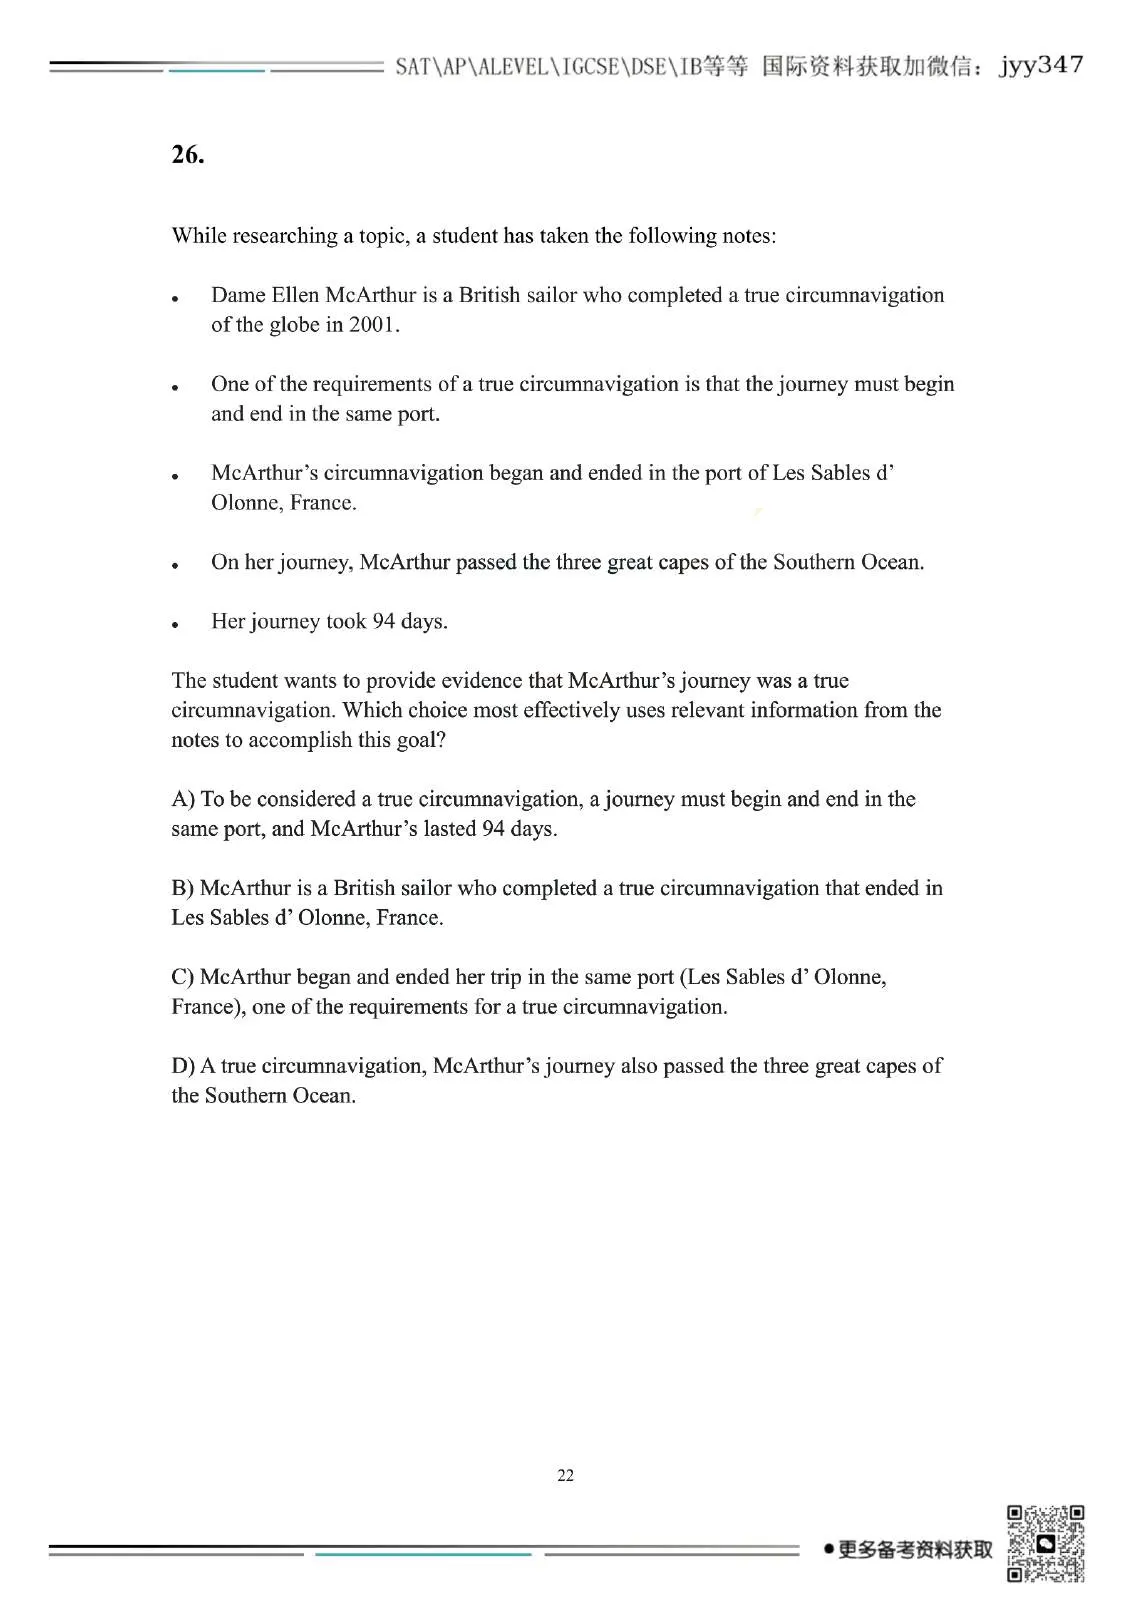 SAT\AP\ALEVEL\IGCSE\DSE\IB等等 国际资料获取加微信：jyy347
26.
While researching a topic, a student has taken the following notes:
• Dame Ellen McArthur is a British sailor who completed a true circumnavigation
of the globe in 2001.
• One of the requirements of a true circumnavigation is that the journey must begin
and end in the same port.
• McArthur’s circumnavigation began and ended in the port of Les Sables d’
Olonne, France.
• On her journey, McArthur passed the three great capes of the Southern Ocean.
• Her journey took 94 days.
The student wants to provide evidence that McArthur’s journey was a true
circumnavigation. Which choice most effectively uses relevant information from the
notes to accomplish this goal?
A) To be considered a true circumnavigation, a journey must begin and end in the
same port, and McArthur’s lasted 94 days.
B) McArthur is a British sailor who completed a true circumnavigation that ended in
Les Sables d’ Olonne, France.
C) McArthur began and ended her trip in the same port (Les Sables d’ Olonne,
France), one of the requirements for a true circumnavigation.
D) A true circumnavigation, McArthur’s journey also passed the three great capes of
the Southern Ocean.
22
•更多备考资料获取